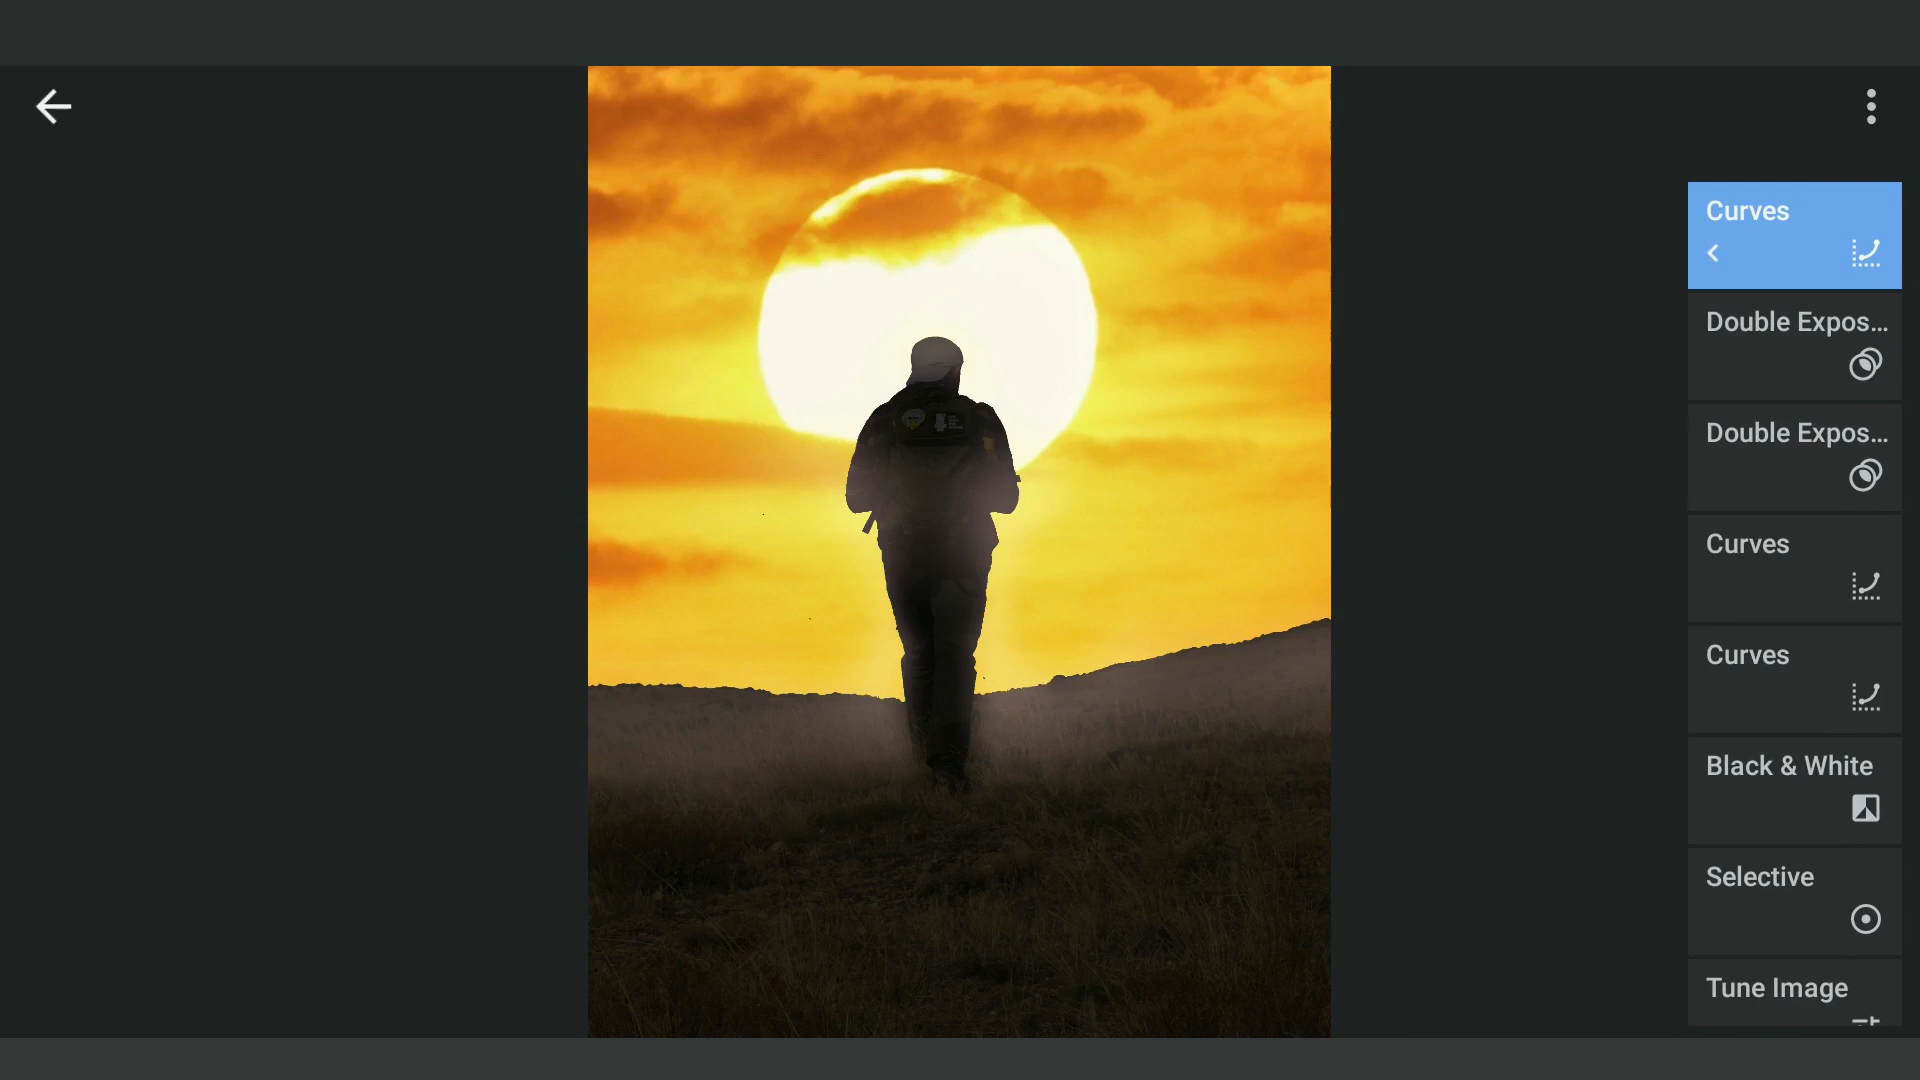 Curves
Double Expos...
Double Expos...
Curves
Curves
Black & White
Selective
Tune Image